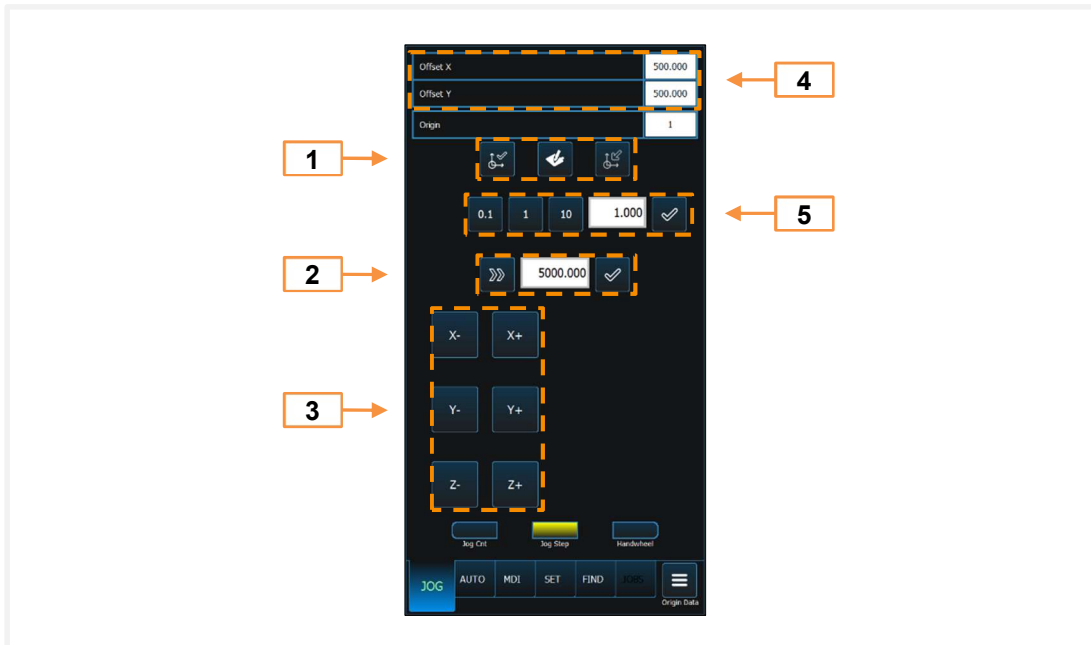 Offset X 500.000
4
Offset Y 500.000
Origin 1
1
0.1 1 10 1.000
5
2
5000.000
X- X+
3
Y- Y+
Z- Z+
Jog Cnt Jog Step Handwheel
JOG AUTO MDI SET FIND JOBS
Origin Data